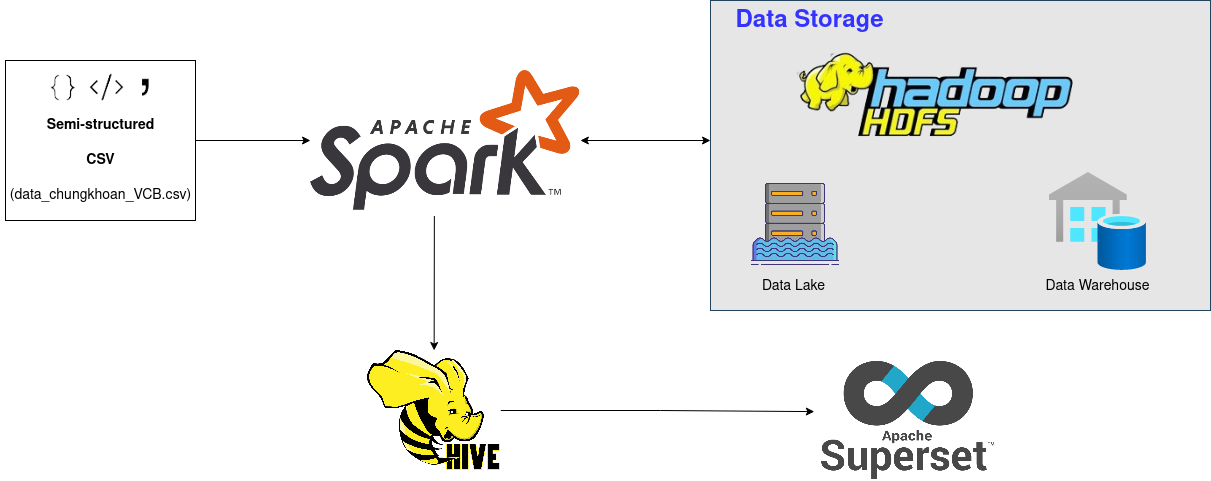 Data Storage
hadoop
HDFS
{ } </> ,
Semi-structured
CSV
(data_chungkhoan_VCB.csv)
APACHE
Spark™
Data Lake
Data Warehouse
HIVE
Apache
Superset™